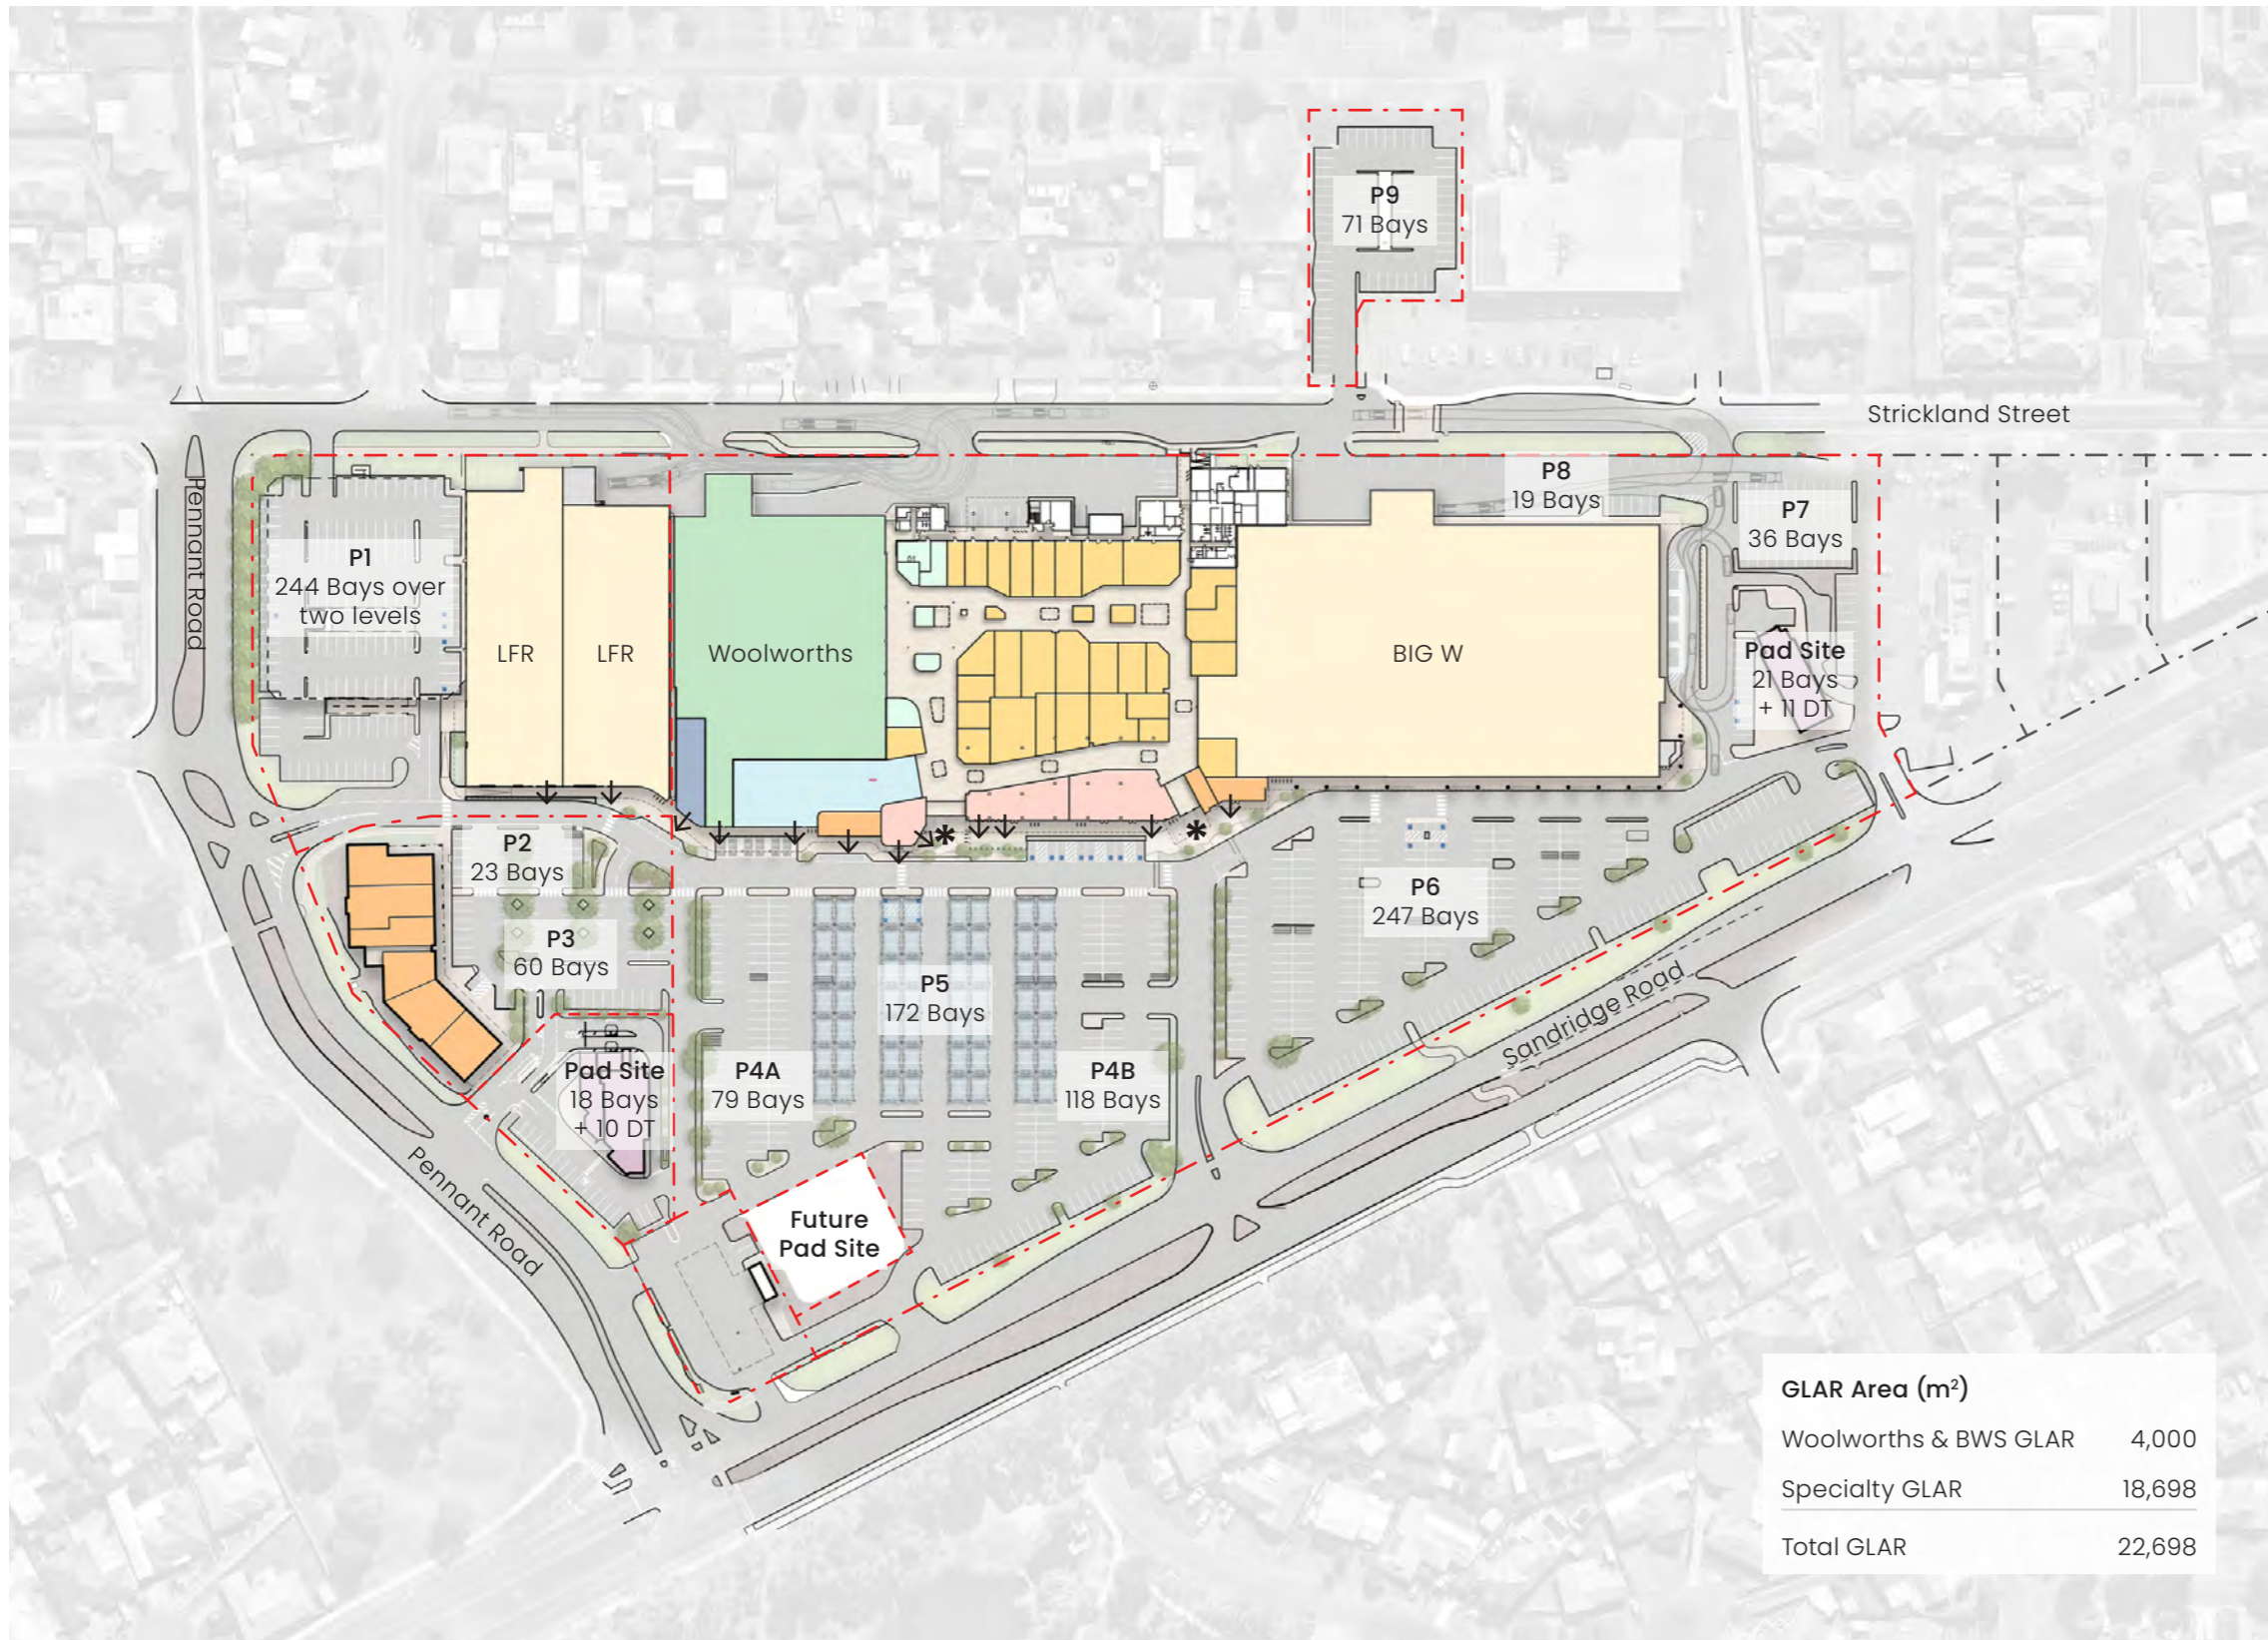 P9
71 Bays
Strickland Street
P8
19 Bays
P7
36 Bays
Pennant Road
P1
244 Bays over
two levels
LFR
LFR
Woolworths
BIG W
Pad Site
21 Bays
+ 11 DT
*
*
P2
23 Bays
P6
247 Bays
P3
60 Bays
P5
172 Bays
Sandridge Road
Pad Site
18 Bays
+ 10 DT
P4A
79 Bays
P4B
118 Bays
Pennant Road
Future
Pad Site
GLAR Area (m²)
Woolworths & BWS GLAR 4,000
Specialty GLAR 18,698
Total GLAR 22,698